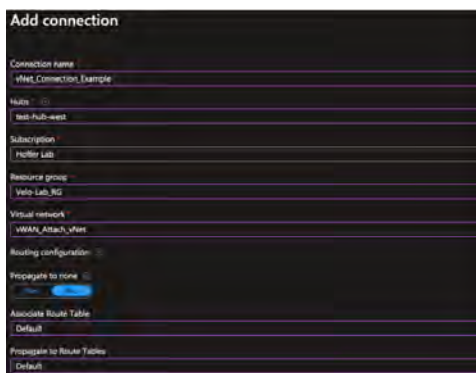 Add connection
Connection name
vNet_Connection_Example
Hubs
test-hub-west
Subscription
Hoffer Lab
Resource group
Velo-Lab_RG
Virtual network
vWAN_Attach_vNet
Routing configuration
Propagate to none
Associate Route Table
Default
Propagate to Route Tables
Default